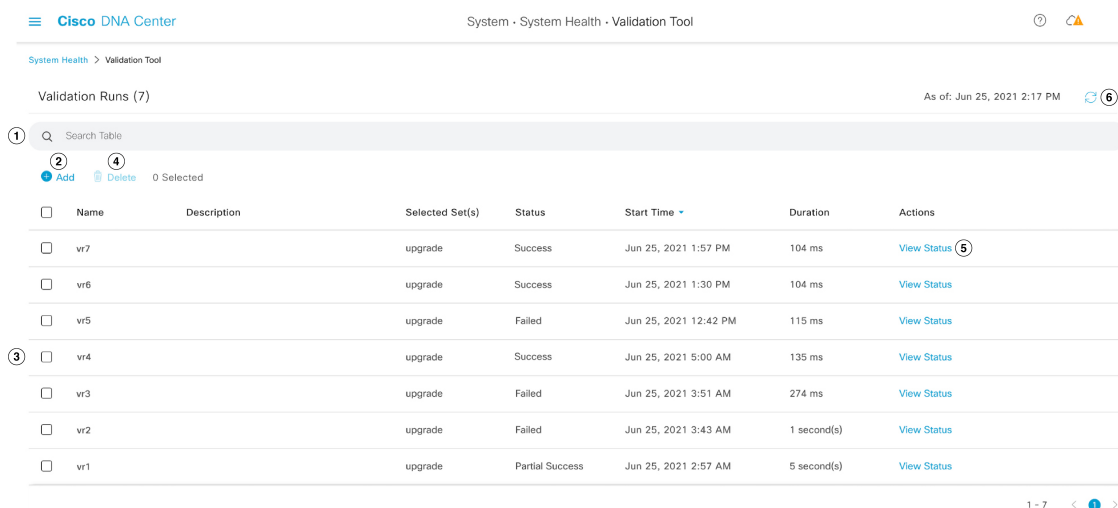 Cisco DNA Center System · System Health · Validation Tool ?
System Health > Validation Tool
Validation Runs (7) As of: Jun 25, 2021 2:17 PM 6
1 Search Table
2 4
Add Delete 0 Selected
Name Description Selected Set(s) Status Start Time Duration Actions
vr7 upgrade Success Jun 25, 2021 1:57 PM 104 ms View Status 5
vr6 upgrade Success Jun 25, 2021 1:30 PM 104 ms View Status
vr5 upgrade Failed Jun 25, 2021 12:42 PM 115 ms View Status
3 vr4 upgrade Success Jun 25, 2021 5:00 AM 135 ms View Status
vr3 upgrade Failed Jun 25, 2021 3:51 AM 274 ms View Status
vr2 upgrade Failed Jun 25, 2021 3:43 AM 1 second(s) View Status
vr1 upgrade Partial Success Jun 25, 2021 2:57 AM 5 second(s) View Status
1 - 7 < 1 >